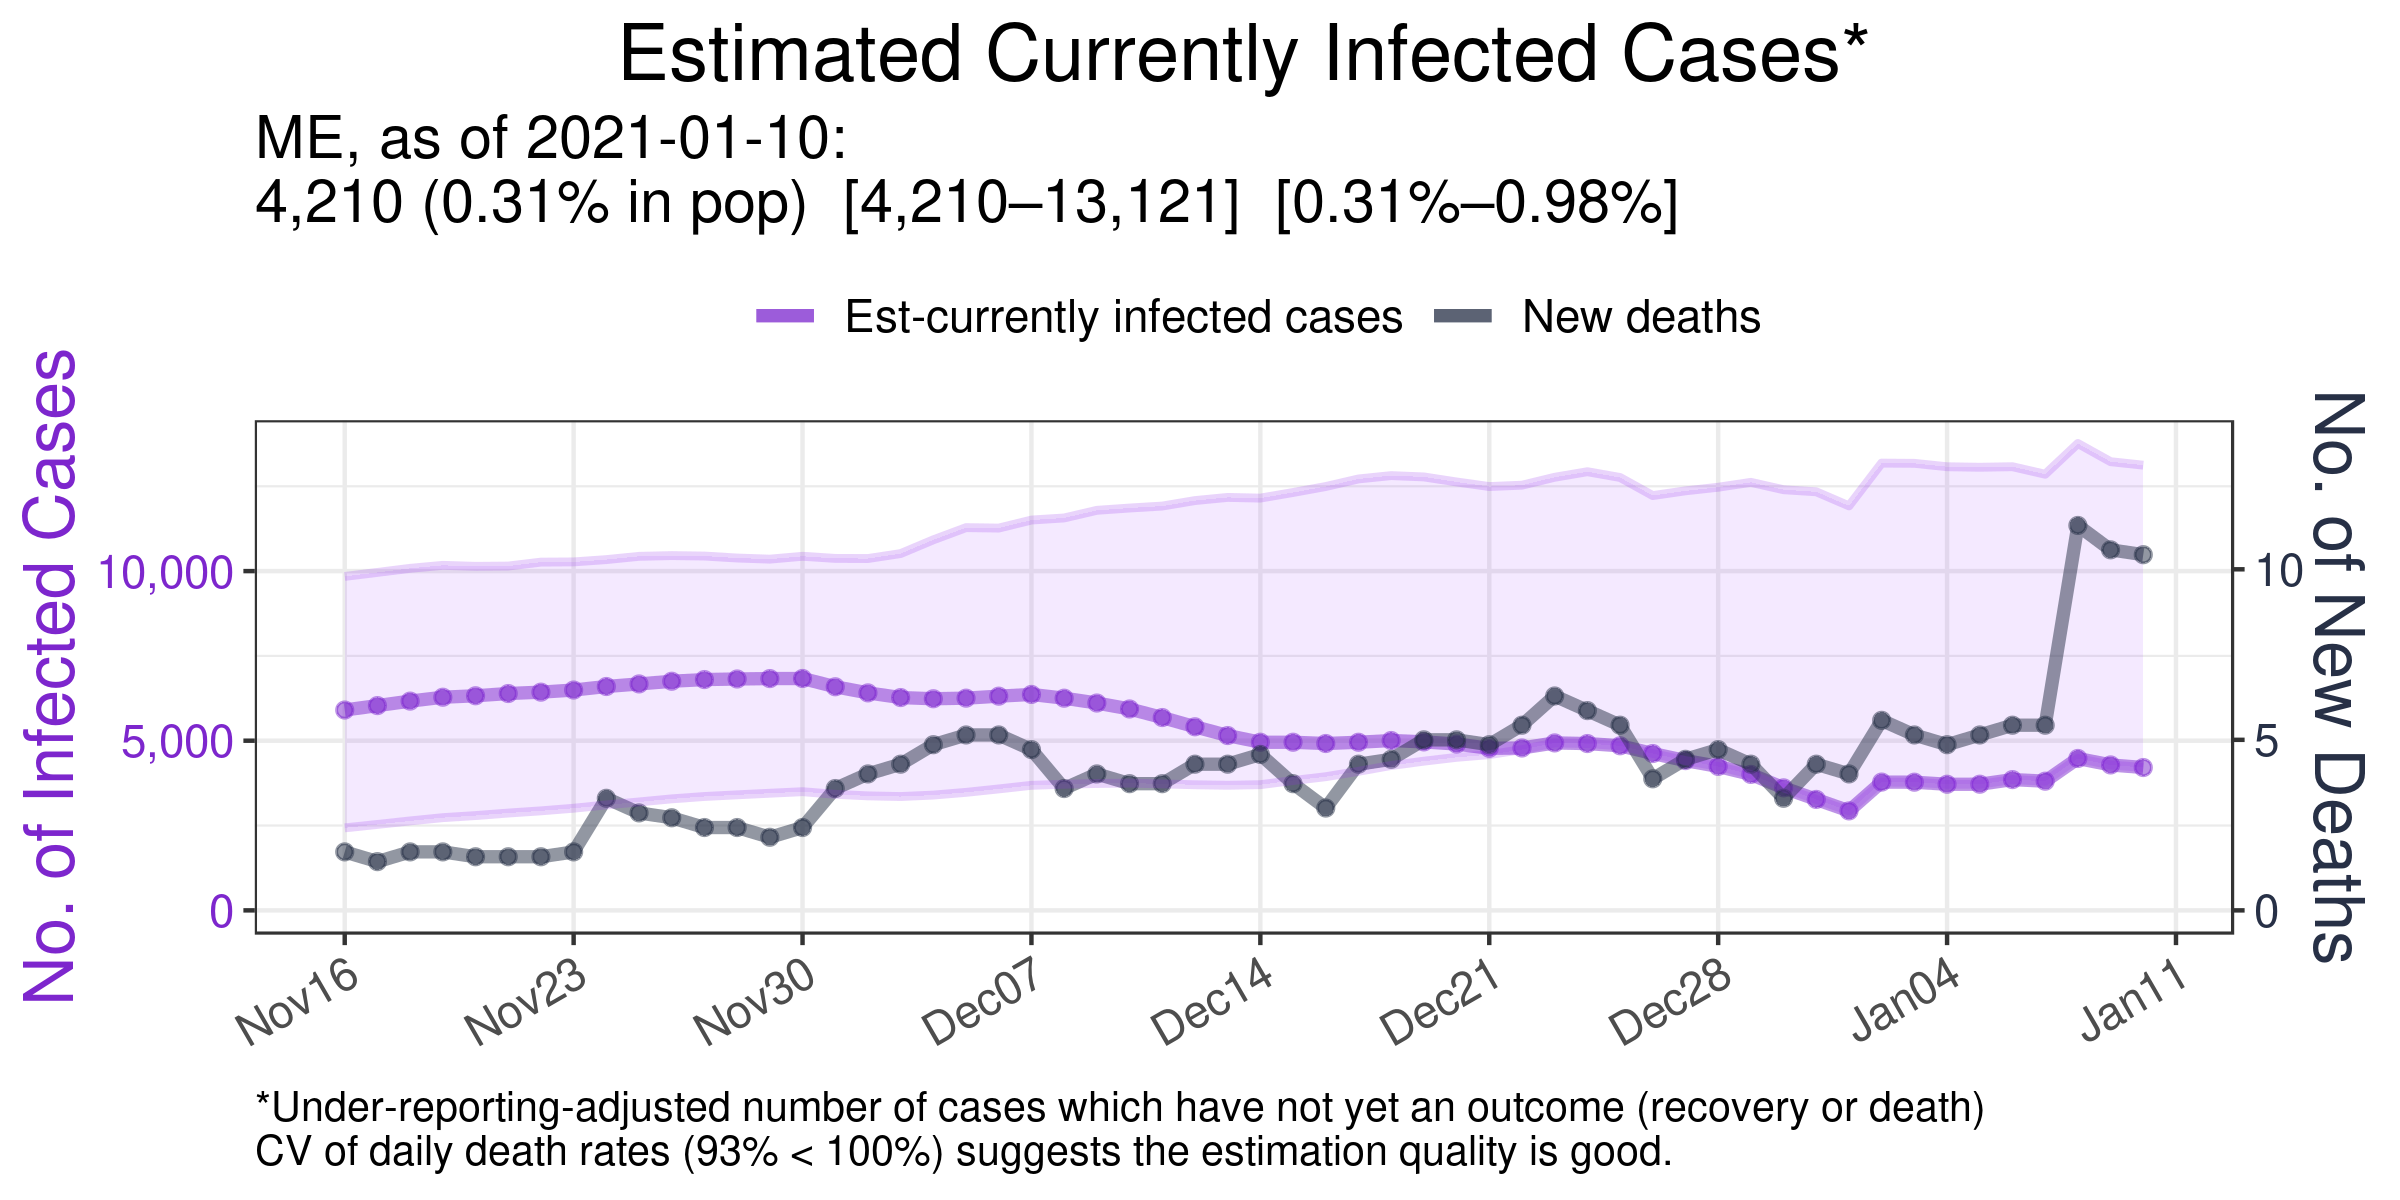 Estimated Currently Infected Cases*
ME, as of 2021-01-10:
4,210 (0.31% in pop)  [4,210–13,121]  [0.31%–0.98%]
Est-currently infected cases
New deaths
No. of Infected Cases
10,000
5,000
0
10
5
0
No. of New Deaths
Nov16
Nov23
Nov30
Dec07
Dec14
Dec21
Dec28
Jan04
Jan11
*Under-reporting-adjusted number of cases which have not yet an outcome (recovery or death)
CV of daily death rates (93% < 100%) suggests the estimation quality is good.